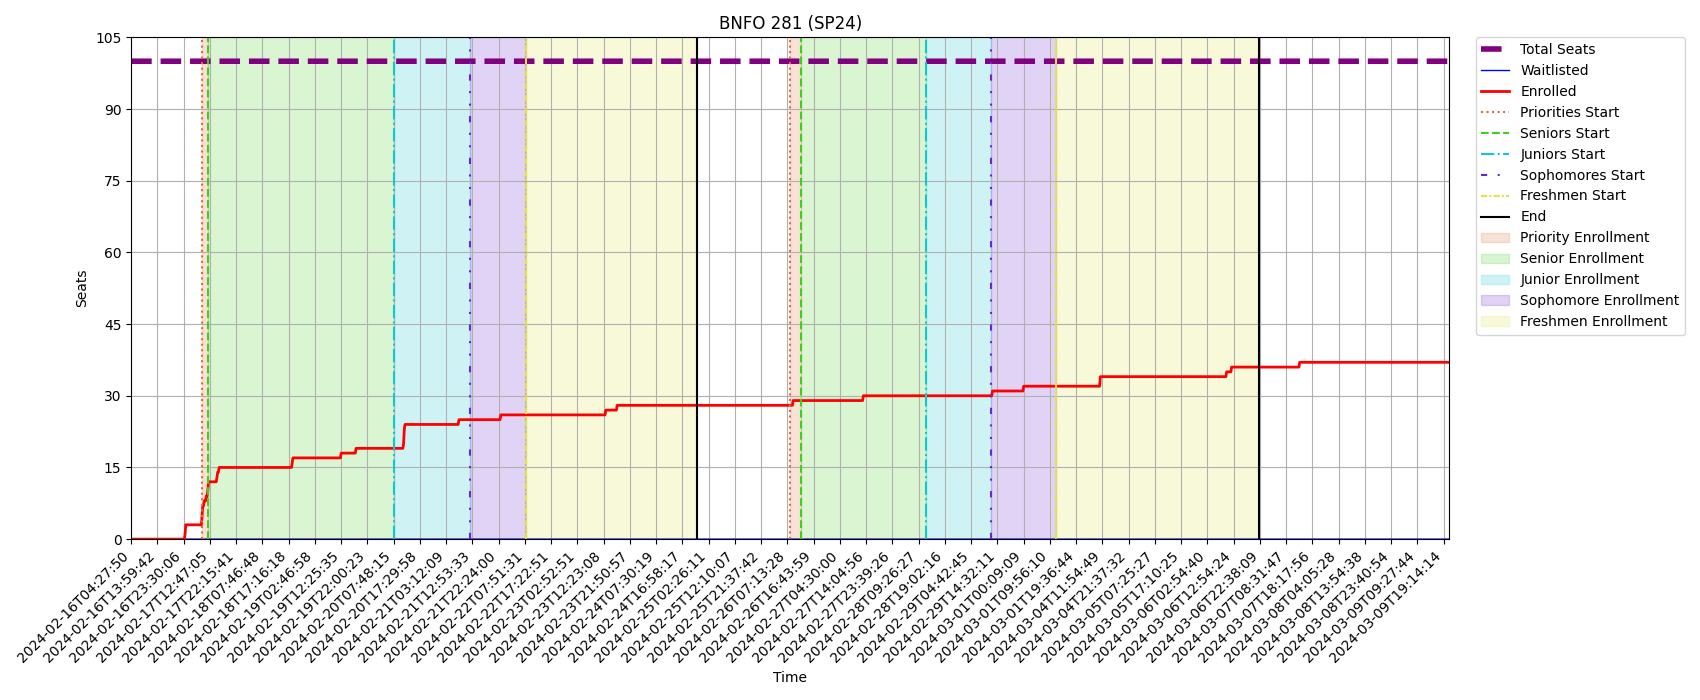 BNFO 281 (SP24)
105
90
75
60
45
30
15
0
Seats
2024-02-16T04:27:50
2024-02-16T13:59:42
2024-02-16T23:30:06
2024-02-17T12:47:05
2024-02-17T22:15:41
2024-02-18T07:46:48
2024-02-18T17:16:18
2024-02-19T02:46:58
2024-02-19T12:25:35
2024-02-19T22:00:23
2024-02-20T07:48:15
2024-02-20T17:29:58
2024-02-21T03:12:09
2024-02-21T12:53:33
2024-02-21T22:24:00
2024-02-22T07:51:31
2024-02-22T17:22:51
2024-02-23T02:52:51
2024-02-23T12:23:08
2024-02-23T21:50:57
2024-02-24T07:30:19
2024-02-24T16:58:17
2024-02-25T02:26:11
2024-02-25T12:10:07
2024-02-25T21:37:42
2024-02-26T07:13:28
2024-02-26T16:43:59
2024-02-27T04:30:00
2024-02-27T14:04:56
2024-02-27T23:39:26
2024-02-28T09:26:27
2024-02-28T19:02:16
2024-02-29T04:42:45
2024-02-29T14:32:11
2024-03-01T00:09:09
2024-03-01T09:56:10
2024-03-01T19:36:44
2024-03-04T11:54:49
2024-03-04T21:37:32
2024-03-05T07:25:27
2024-03-05T17:10:25
2024-03-06T02:54:40
2024-03-06T12:54:24
2024-03-06T22:38:09
2024-03-07T08:31:47
2024-03-07T18:17:56
2024-03-08T04:05:28
2024-03-08T13:54:38
2024-03-08T23:40:54
2024-03-09T09:27:44
2024-03-09T19:14:14
Time
Total Seats
Waitlisted
Enrolled
Priorities Start
Seniors Start
Juniors Start
Sophomores Start
Freshmen Start
End
Priority Enrollment
Senior Enrollment
Junior Enrollment
Sophomore Enrollment
Freshmen Enrollment